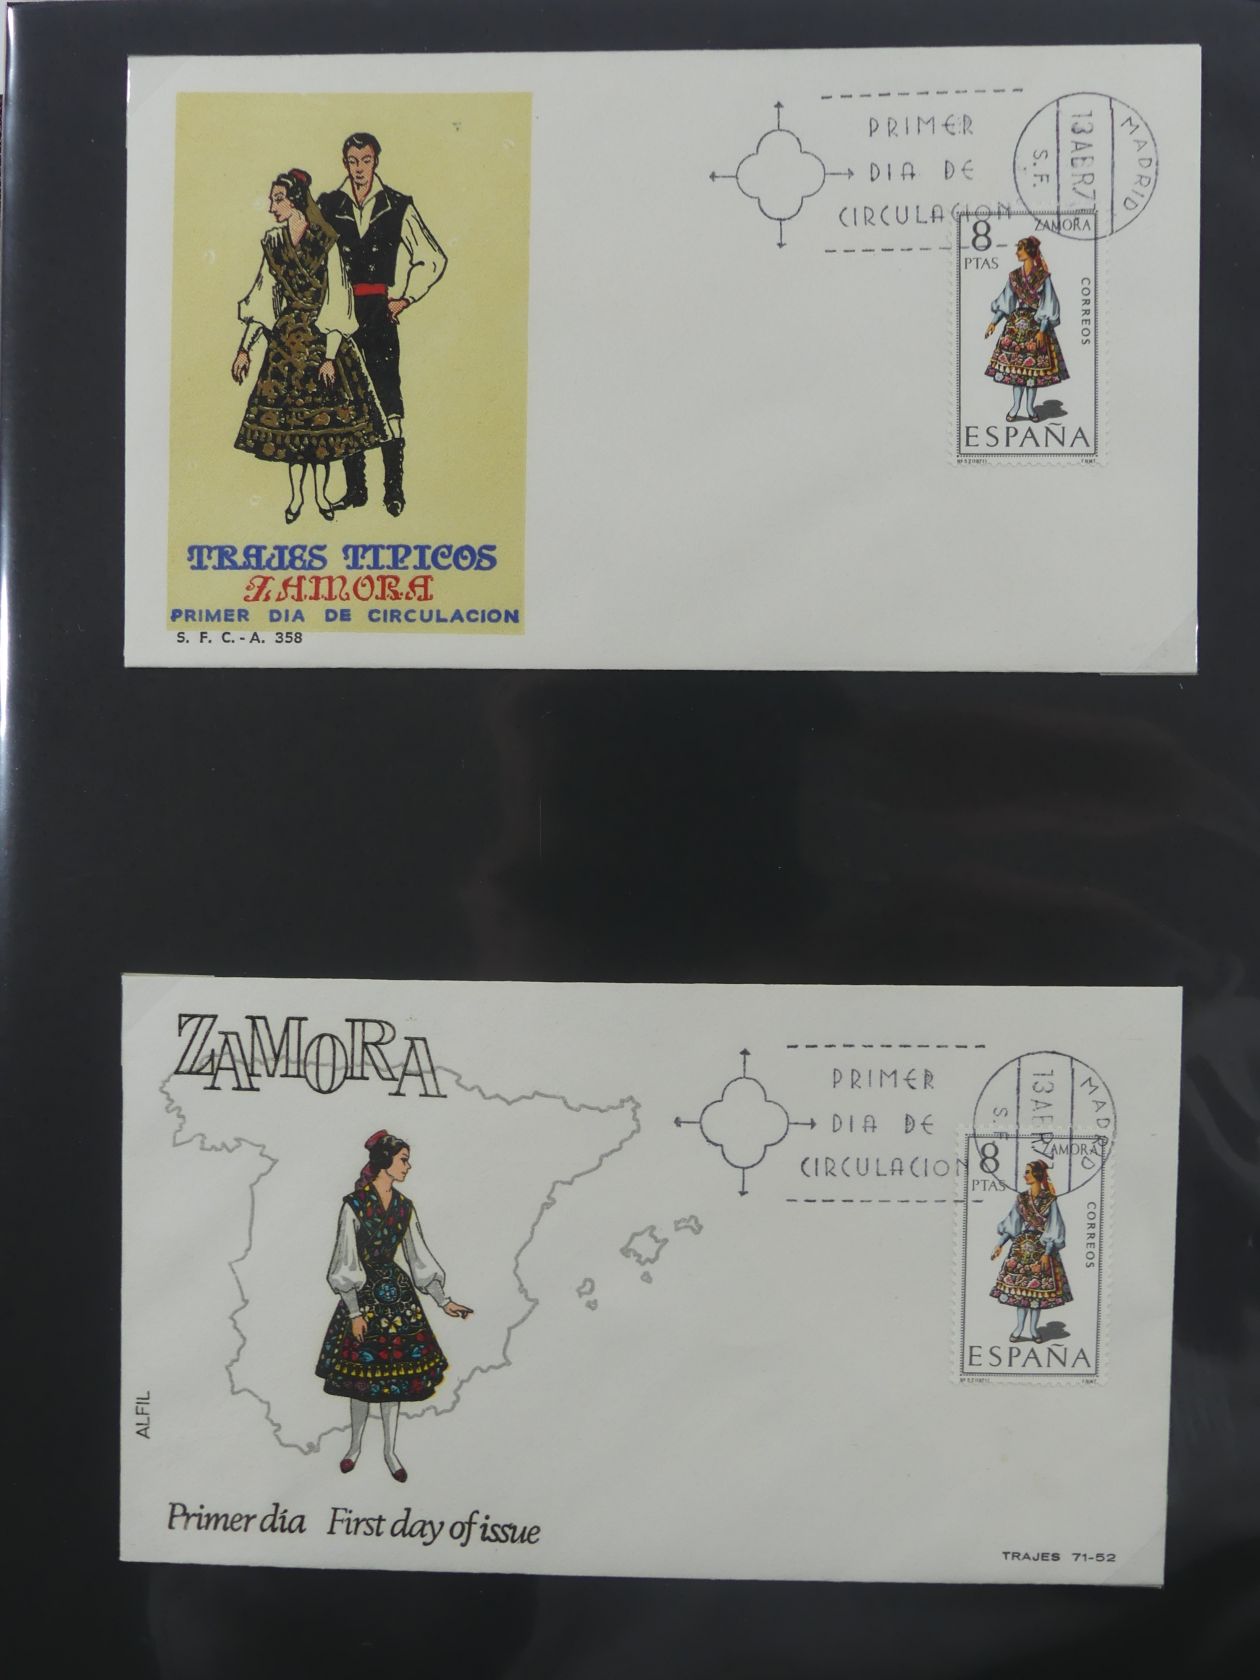 PRIMER
DIA DE
CIRCULACION
MADRID
13 ABR.7
S.F.
8
PTAS
ZAMORA
CORREOS
ESPAÑA
TRAJES TIPICOS
ZAMORA
PRIMER DIA DE CIRCULACION
S. F. C. - A. 358
ZAMORA
PRIMER
DIA DE
CIRCULACION
MADRID
13 ABR.7
S.F.
8
PTAS
ZAMORA
CORREOS
ESPAÑA
ALFIL
Primer día First day of issue
TRAJES 71-52